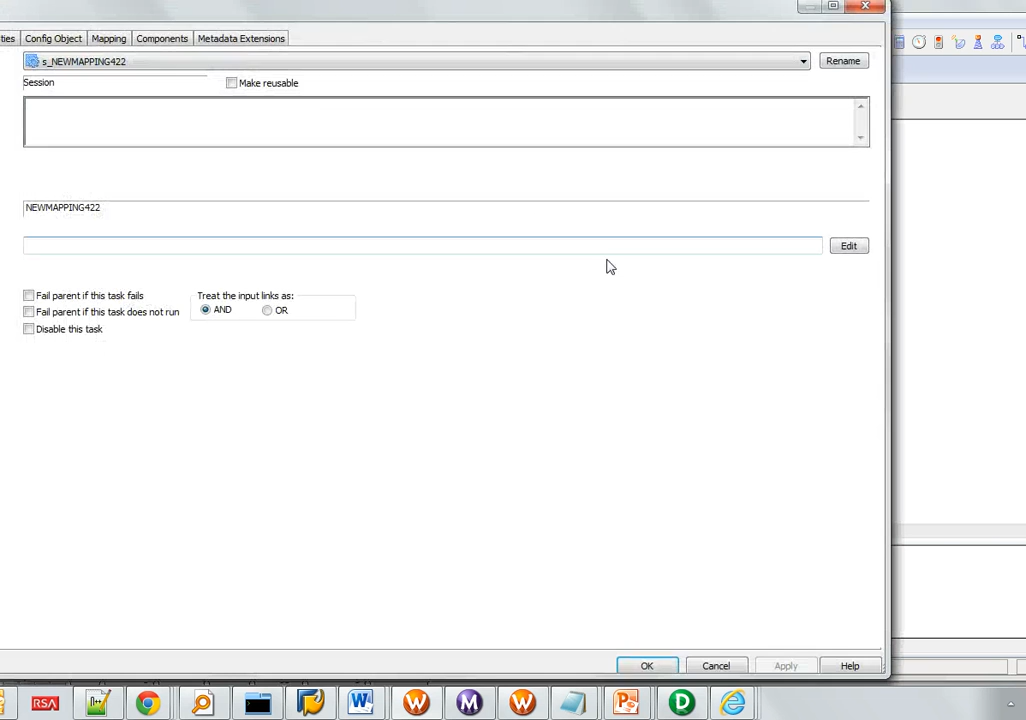 ties Config Object Mapping Components Metadata Extensions
s_NEWMAPPING422 Rename
Session Make reusable
NEWMAPPING422
Edit
Fail parent if this task fails
Treat the input links as:
Fail parent if this task does not run
AND OR
Disable this task
OK Cancel Apply Help
RSA